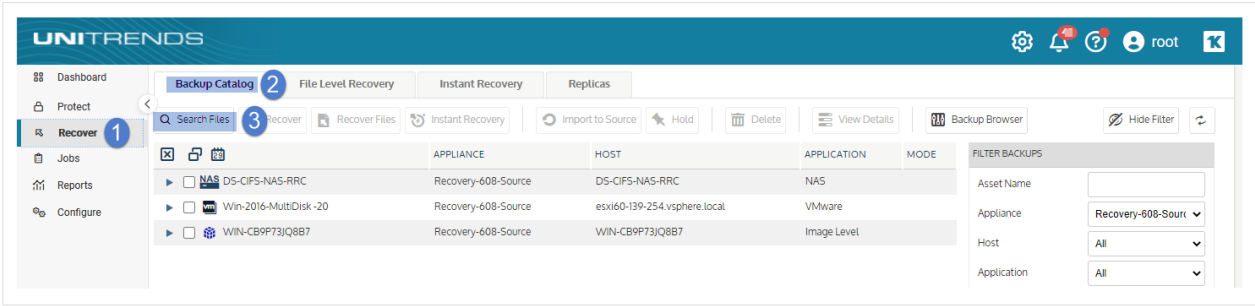 UNITRENDS
root
Dashboard
Protect
Recover 1
Jobs
Reports
Configure
Backup Catalog 2 File Level Recovery Instant Recovery Replicas
Search Files 3 Recover Recover Files Instant Recovery Import to Source Hold Delete View Details Backup Browser Hide Filter
APPLIANCE HOST APPLICATION MODE
NAS DS-CIFS-NAS-RRC Recovery-608-Source DS-CIFS-NAS-RRC NAS
vm Win-2016-MultiDisk -20 Recovery-608-Source esxi60-139-254.vsphere.local VMware
WIN-CB9P73JQ8B7 Recovery-608-Source WIN-CB9P73JQ8B7 Image Level
FILTER BACKUPS
Asset Name
Appliance Recovery-608-Sourc
Host All
Application All